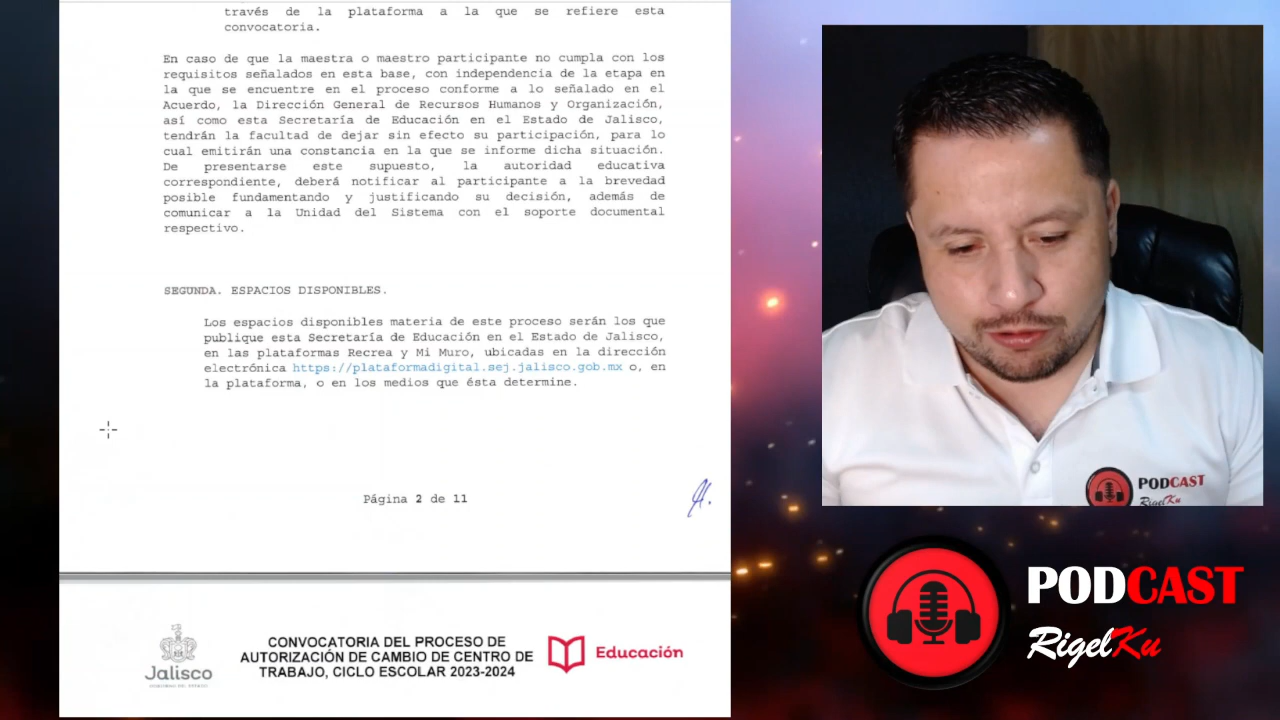 través de la plataforma a la que se refiere esta
convocatoria.
En caso de que la maestra o maestro participante no cumpla con los
requisitos señalados en esta base, con independencia de la etapa en
la que se encuentre en el proceso conforme a lo señalado en el
Acuerdo, la Dirección General de Recursos Humanos y Organización,
así como esta Secretaría de Educación en el Estado de Jalisco,
tendrán la facultad de dejar sin efecto su participación, para lo
cual emitirán una constancia en la que se informe dicha situación.
De presentarse este supuesto, la autoridad educativa
correspondiente, deberá notificar al participante a la brevedad
posible fundamentando y justificando su decisión, además de
comunicar a la Unidad del Sistema con el soporte documental
respectivo.
SEGUNDA. ESPACIOS DISPONIBLES.
Los espacios disponibles materia de este proceso serán los que
publique esta Secretaría de Educación en el Estado de Jalisco,
en las plataformas Recrea y Mi Muro, ubicadas en la dirección
electrónica https://plataformadigital.sej.jalisco.gob.mx o, en
la plataforma, o en los medios que ésta determine.
Página 2 de 11
Jalisco
GOBIERNO DEL ESTADO
CONVOCATORIA DEL PROCESO DE
AUTORIZACIÓN DE CAMBIO DE CENTRO DE
TRABAJO, CICLO ESCOLAR 2023-2024
Educación
PODCAST
RigelKu
PODCAST
RigelKu